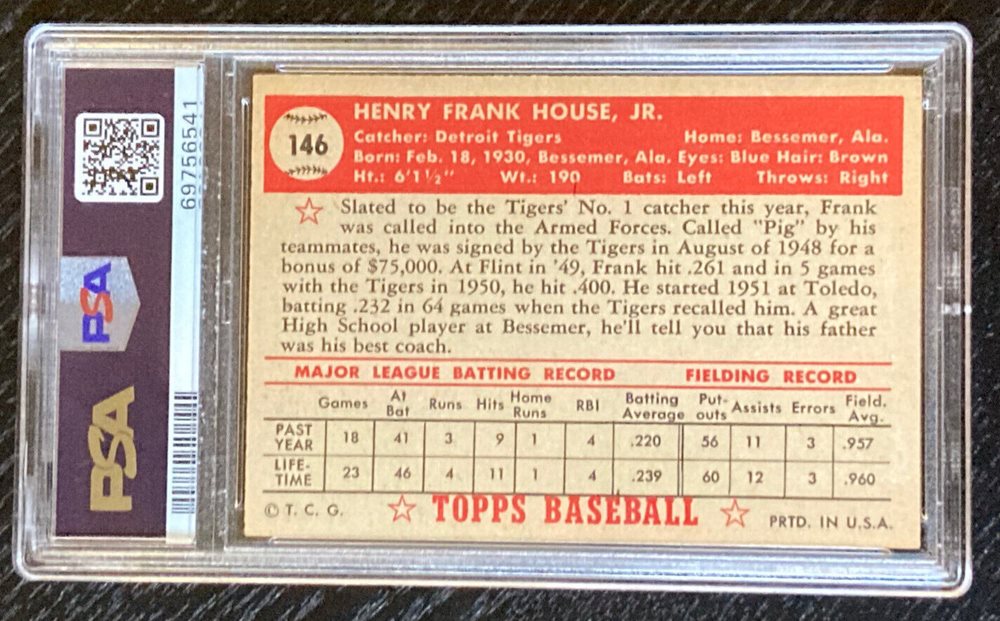 PSA
PSA
69756541
146
HENRY FRANK HOUSE, JR.
Catcher: Detroit Tigers Home: Bessemer, Ala.
Born: Feb. 18, 1930, Bessemer, Ala. Eyes: Blue Hair: Brown
Ht.: 6'1½" Wt.: 190 Bats: Left Throws: Right
Slated to be the Tigers' No. 1 catcher this year, Frank
was called into the Armed Forces. Called "Pig" by his
teammates, he was signed by the Tigers in August of 1948 for a
bonus of $75,000. At Flint in '49, Frank hit .261 and in 5 games
with the Tigers in 1950, he hit .400. He started 1951 at Toledo,
batting .232 in 64 games when the Tigers recalled him. A great
High School player at Bessemer, he'll tell you that his father
was his best coach.
MAJOR LEAGUE BATTING RECORD FIELDING RECORD
Games At Bat Runs Hits Home Runs RBI Batting Average Put-outs Assists Errors Field. Avg.
PAST YEAR 18 41 3 9 1 4 .220 56 11 3 .957
LIFE-TIME 23 46 4 11 1 4 .239 60 12 3 .960
© T. C. G. TOPPS BASEBALL PRTD. IN U.S.A.